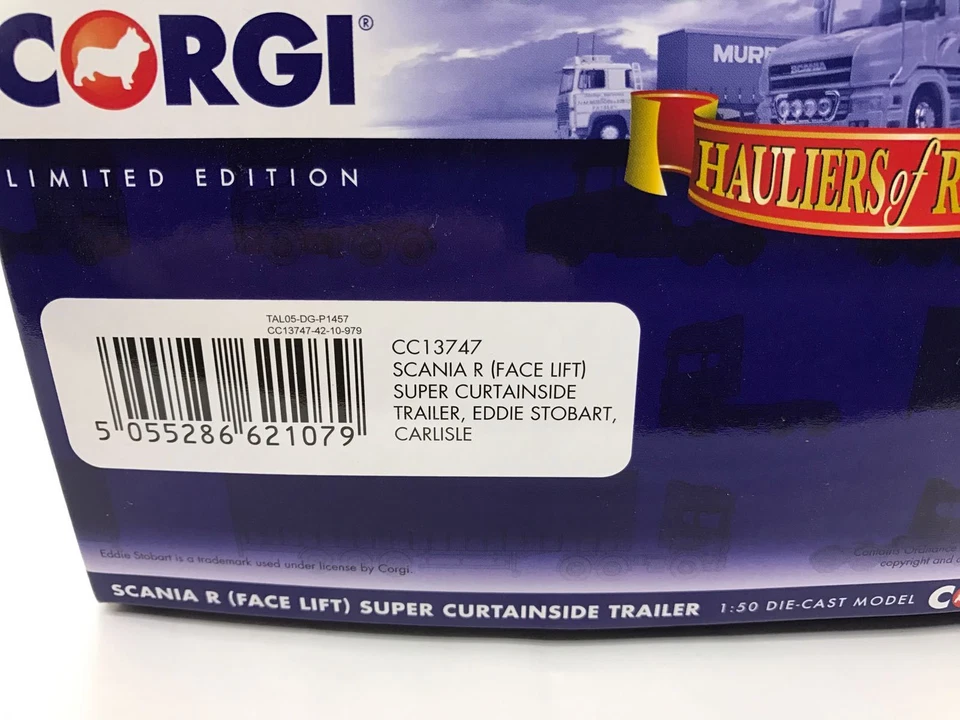 CORGI®
MUR
SCANIA
LIMITED EDITION
HAULIERS of R
TAL05-DG-P1457
CC13747-42-10-979
5 055286 621079
CC13747
SCANIA R (FACE LIFT)
SUPER CURTAINSIDE
TRAILER, EDDIE STOBART,
CARLISLE
Eddie Stobart is a trademark used under license by Corgi.
copyright and
SCANIA R (FACE LIFT) SUPER CURTAINSIDE TRAILER 1:50 DIE-CAST MODEL C